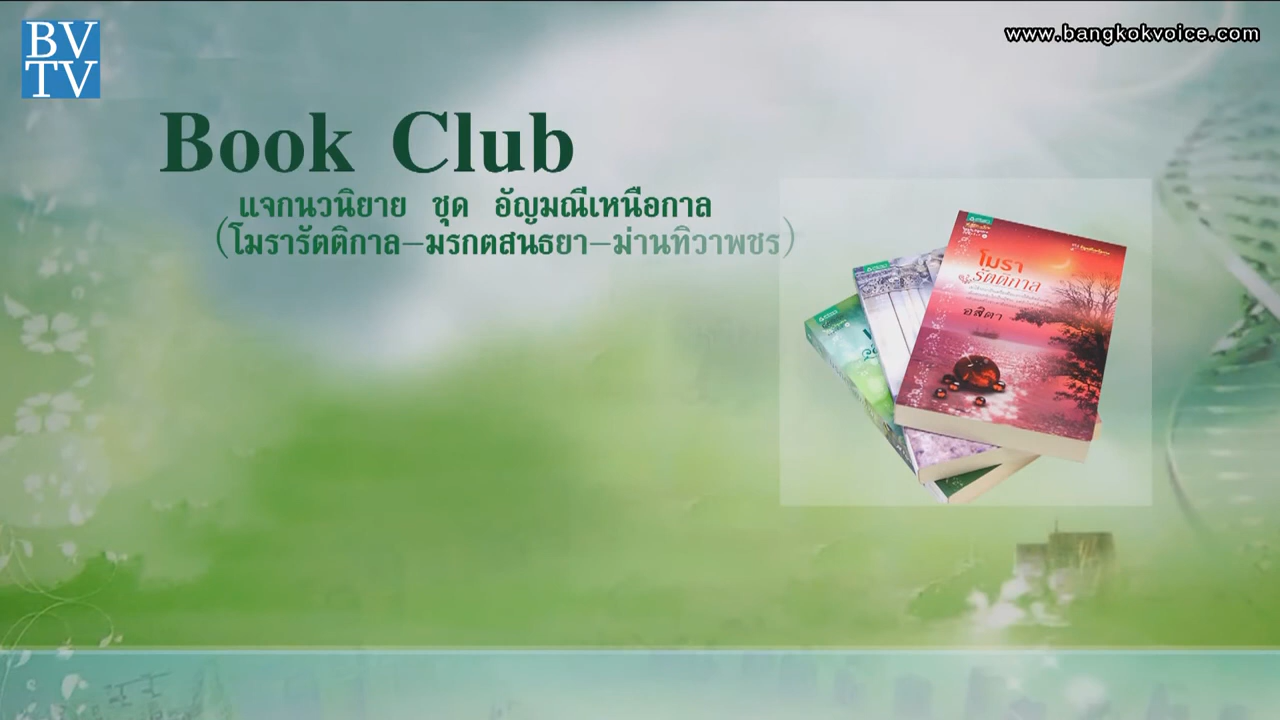 BV
TV
www.bangkokvoice.com
Book Club
แจกนวนิยาย ชุด อัญมณีเหนือกาล
(โมรารัตติกาล-มรกตสนธยา-ม่านทิวาพชร)
โมรา
รัตติกาล
อสิตา